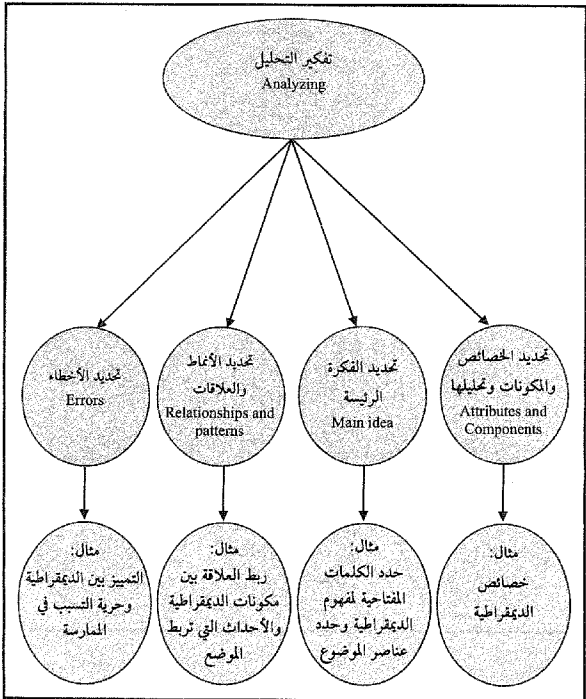 تفكير التحليل
Analyzing
تحديد الخصائص
والمكونات وتحليلها
Attributes and
Components
تحديد الفكرة
الرئيسة
Main idea
تحديد الأنماط
والعلاقات
Relationships and
patterns
تحديد الأخطاء
Errors
مثال:
خصائص
الديمقراطية
مثال:
حدد الكلمات
المفتاحية لمفهوم
الديمقراطية وحدد
عناصر الموضوع
مثال:
ربط العلاقة بين
مكونات الديمقراطية
والأحداث التي تربط
الموضع
مثال:
التمييز بين الديمقراطية
وحرية التسبب في
الممارسة